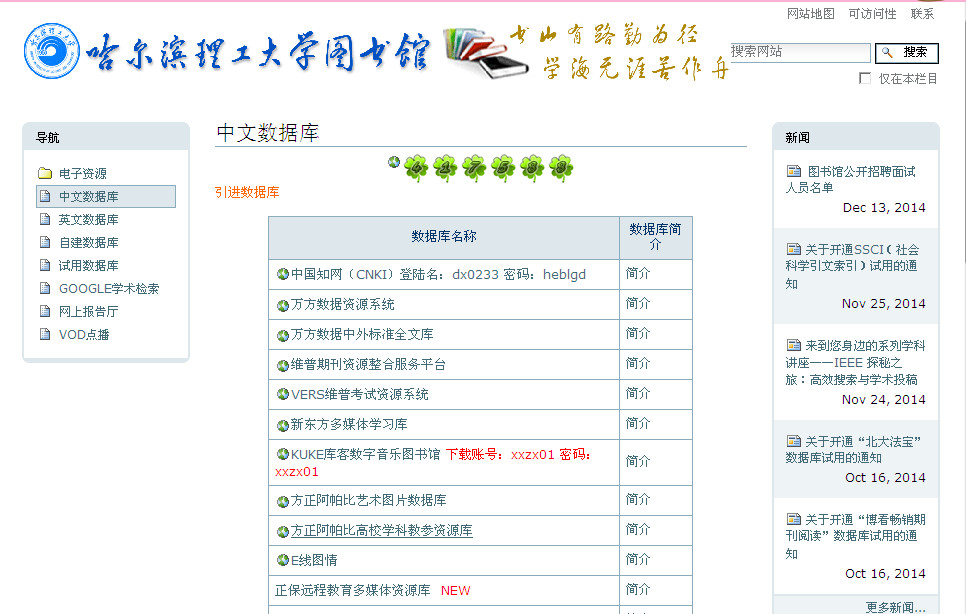 网站地图 可访问性 联系
哈尔滨理工大学图书馆
书山有路勤为径
学海无涯苦作舟
搜索网站 搜索
仅在本栏目
导航
电子资源
中文数据库
英文数据库
自建数据库
试用数据库
GOOGLE学术检索
网上报告厅
VOD点播
中文数据库
引进数据库
数据库名称 数据库简
介
中国知网（CNKI）登陆名：dx0233 密码：heblgd 简介
万方数据资源系统 简介
万方数据中外标准全文库 简介
维普期刊资源整合服务平台 简介
VERS维普考试资源系统 简介
新东方多媒体学习库 简介
KUKE库客数字音乐图书馆 下载账号：xxzx01 密码：
xxzx01 简介
方正阿帕比艺术图片数据库 简介
方正阿帕比高校学科教参资源库 简介
E线图情 简介
正保远程教育多媒体资源库 NEW 简介
新闻
图书馆公开招聘面试
人员名单
Dec 13, 2014
关于开通SSCI（社会
科学引文索引）试用的通
知
Nov 25, 2014
来到您身边的系列学科
讲座——IEEE 探秘之
旅：高效搜索与学术投稿
Nov 24, 2014
关于开通“北大法宝”
数据库试用的通知
Oct 16, 2014
关于开通“博看畅销期
刊阅读”数据库试用的通
知
Oct 16, 2014
更多新闻...